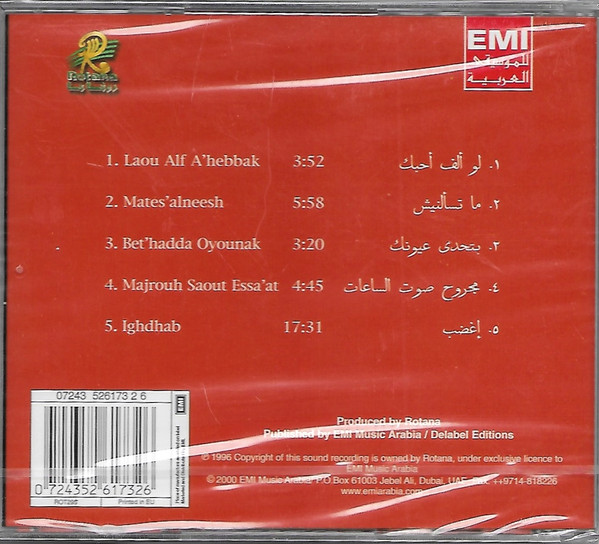 Rotana
روتانا
EMI
للموسيقى
العربية
1. Laou Alf A'hebbak 3:52 ١. لو ألف أحبك
2. Mates'alneesh 5:58 ٢. ما تسألنيش
3. Bet'hadda Oyounak 3:20 ٢. بتحدى عيونك
4. Majrouh Saout Essa'at 4:45 ٤. مجروح صوت الساعات
5. Ighdhab 17:31 ٥. إغضب
07243 526173 2 6
EMI
0 724352 617326
Printed in EU
Produced by Rotana
Published by EMI Music Arabia / Delabel Editions
℗ 1996 Copyright of this sound recording is owned by Rotana, under exclusive licence to
EMI Music Arabia
© 2000 EMI Music Arabia P.O.Box 61003 Jebel Ali, Dubai, UAE, FAX ++9714-818226
www.emiarabia.com